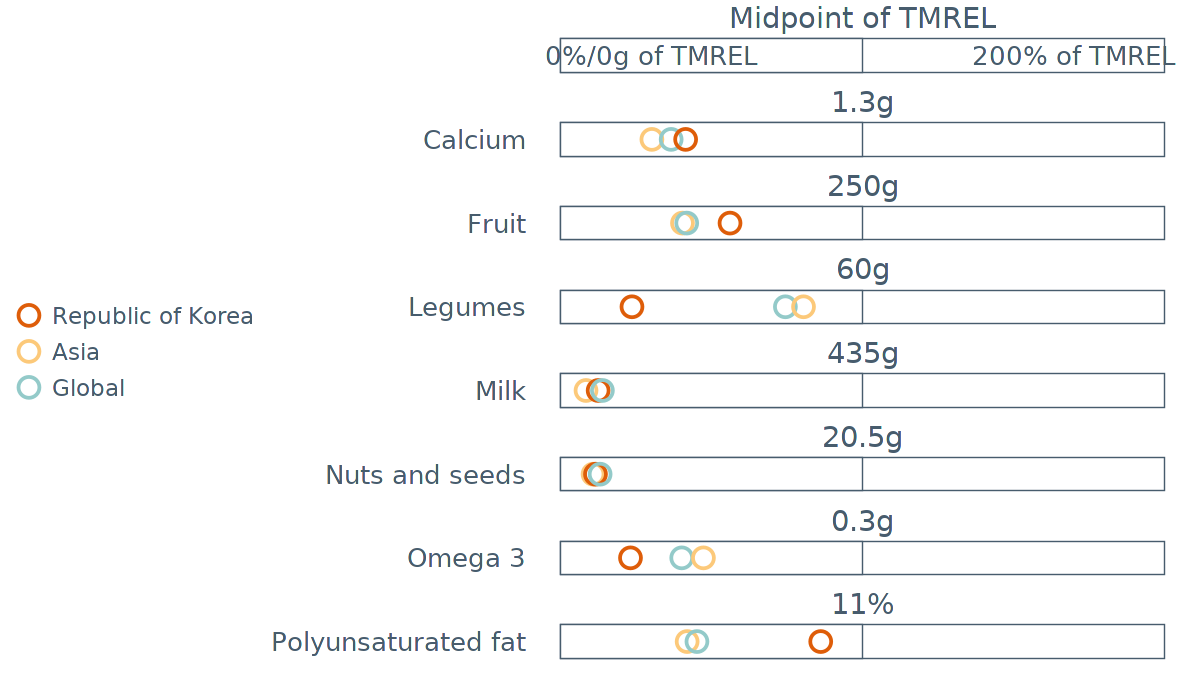 Midpoint of TMREL
0%/0g of TMREL
200% of TMREL
1.3g
Calcium
250g
Fruit
60g
Legumes
435g
Milk
20.5g
Nuts and seeds
0.3g
Omega 3
11%
Polyunsaturated fat
Republic of Korea
Asia
Global